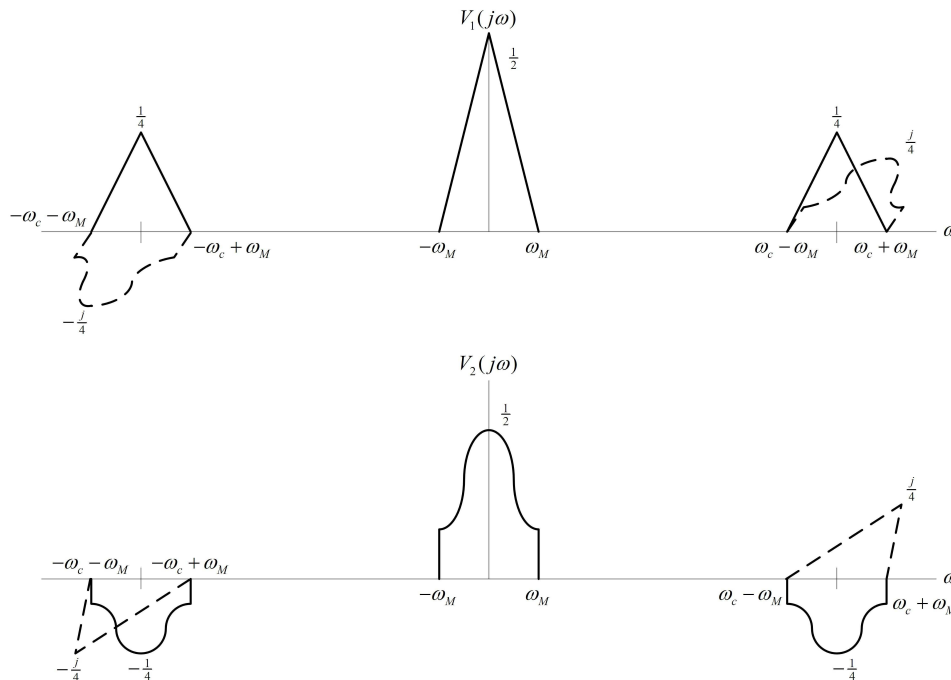 V₁(jω)
1/2
1/4
1/4
j/4
−ω_c − ω_M
−ω_c + ω_M
−ω_M
ω_M
ω_c − ω_M
ω_c + ω_M
ω
−j/4
V₂(jω)
1/2
j/4
−ω_c − ω_M
−ω_c + ω_M
−ω_M
ω_M
ω_c − ω_M
ω_c + ω_M
ω
−j/4
−1/4
−1/4